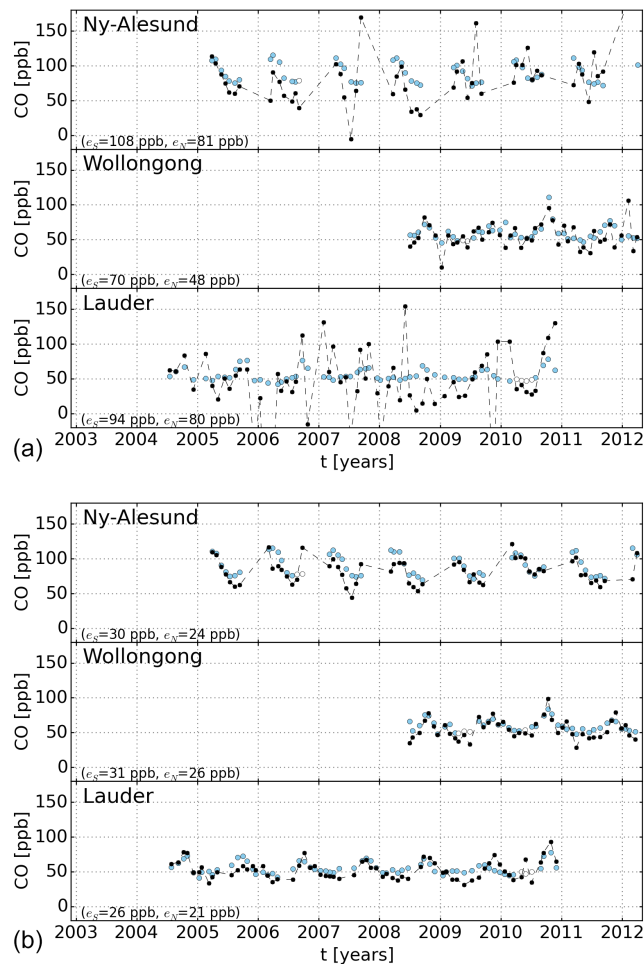 Ny-Alesund
150
100
50
0
CO [ppb]
(e_S=108 ppb, e_N=81 ppb)
Wollongong
150
100
50
0
CO [ppb]
(e_S=70 ppb, e_N=48 ppb)
Lauder
150
100
50
0
CO [ppb]
(e_S=94 ppb, e_N=80 ppb)
2003 2004 2005 2006 2007 2008 2009 2010 2011 2012
t [years]
(a)
Ny-Alesund
150
100
50
0
CO [ppb]
(e_S=30 ppb, e_N=24 ppb)
Wollongong
150
100
50
0
CO [ppb]
(e_S=31 ppb, e_N=26 ppb)
Lauder
150
100
50
0
CO [ppb]
(e_S=26 ppb, e_N=21 ppb)
2003 2004 2005 2006 2007 2008 2009 2010 2011 2012
t [years]
(b)